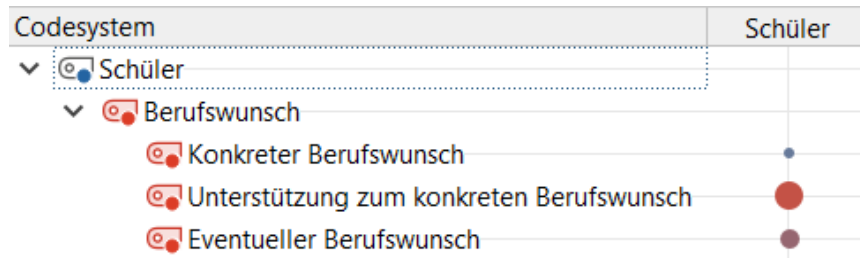 Codesystem Schüler
Schüler
Berufswunsch
Konkreter Berufswunsch
Unterstützung zum konkreten Berufswunsch
Eventueller Berufswunsch